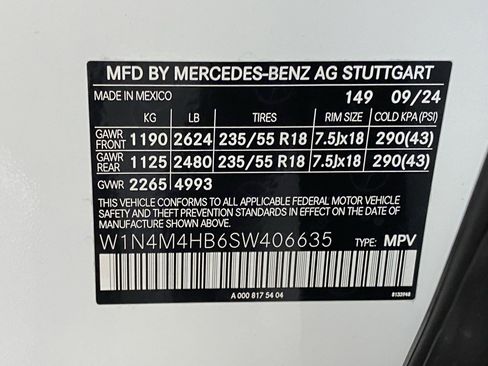 MFD BY MERCEDES-BENZ AG STUTTGART
MADE IN MEXICO 149 09/24
KG LB TIRES RIM SIZE COLD KPA (PSI)
GAWR FRONT 1190 2624 235/55 R18 7.5Jx18 290(43)
GAWR REAR 1125 2480 235/55 R18 7.5Jx18 290(43)
GVWR 2265 4993
THIS VEHICLE CONFORMS TO ALL APPLICABLE FEDERAL MOTOR VEHICLE
SAFETY AND THEFT PREVENTION STANDARDS IN EFFECT ON THE DATE
OF MANUFACTURE SHOWN ABOVE.
W1N4M4HB6SW406635 TYPE: MPV
A 000 817 54 04 8133948